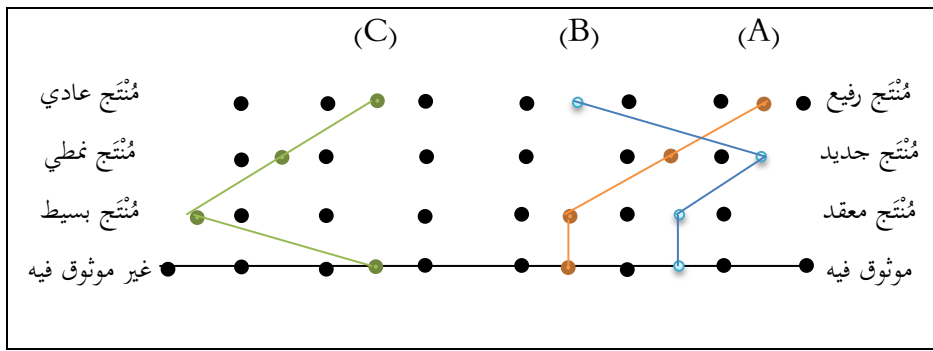 (A) (B) (C)
مُنْتَج رفيع مُنْتَج عادي
مُنْتَج جديد مُنْتَج نمطي
مُنْتَج معقد مُنْتَج بسيط
موثوق فيه غير موثوق فيه